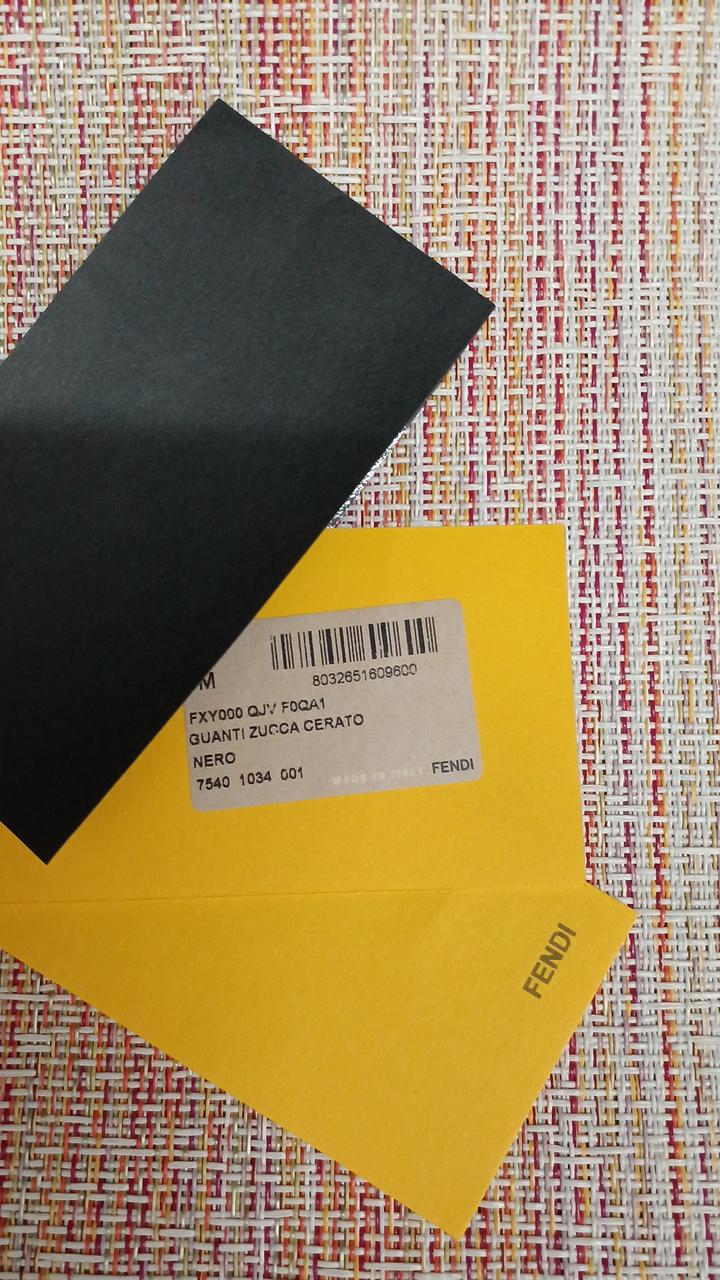 8032651609600
M
FXY000 QJV F0QA1
GUANTI ZUCCA CERATO
NERO
7540 1034 001
MADE IN ITALY FENDI
FENDI